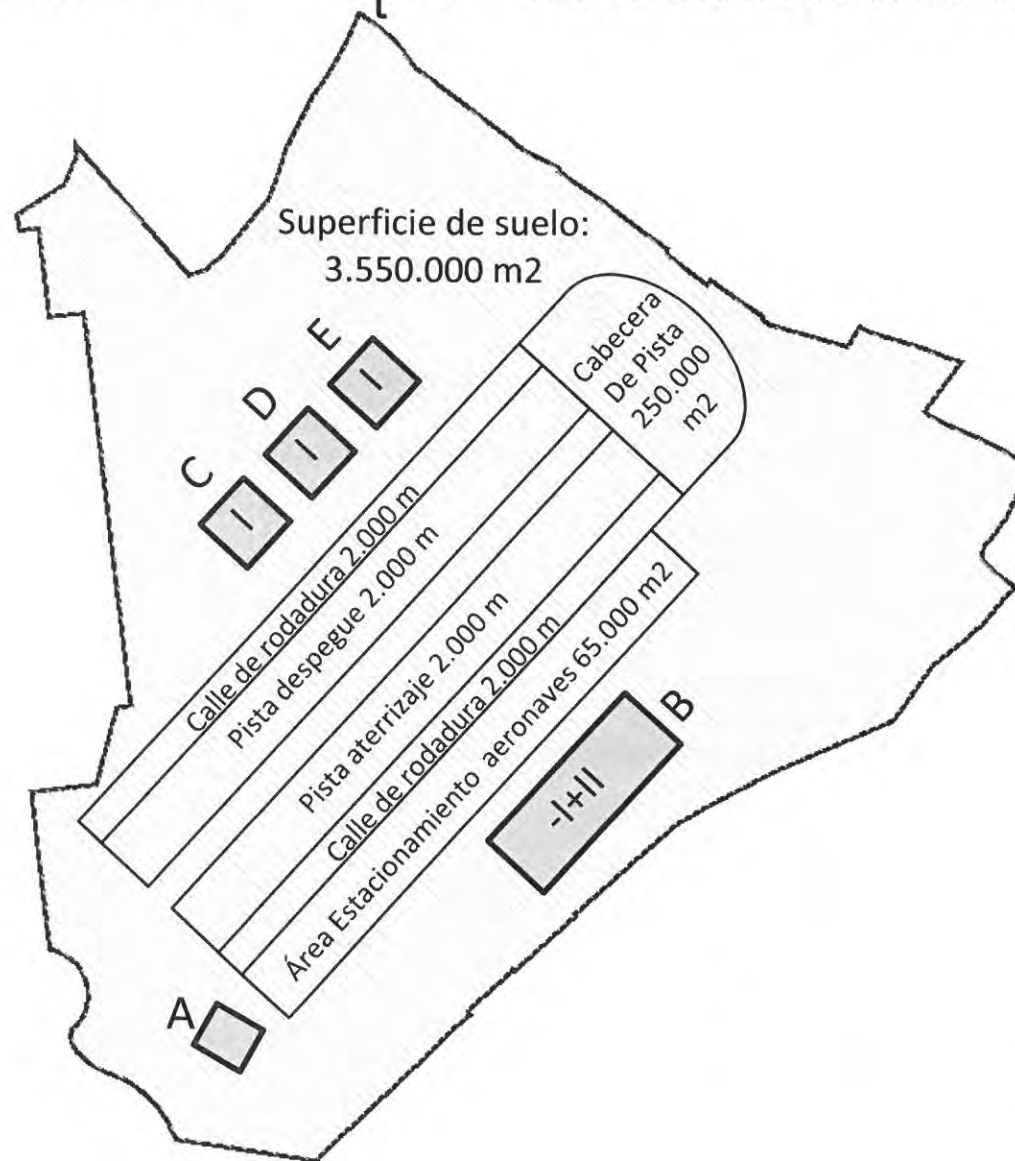 Superficie de suelo:
3.550.000 m2
Cabecera
De Pista
250.000
m2
E
I
D
I
C
I
Calle de rodadura 2.000 m
Pista despegue 2.000 m
Pista aterrizaje 2.000 m
Calle de rodadura 2.000 m
Área Estacionamiento aeronaves 65.000 m2
B
-I+II
A